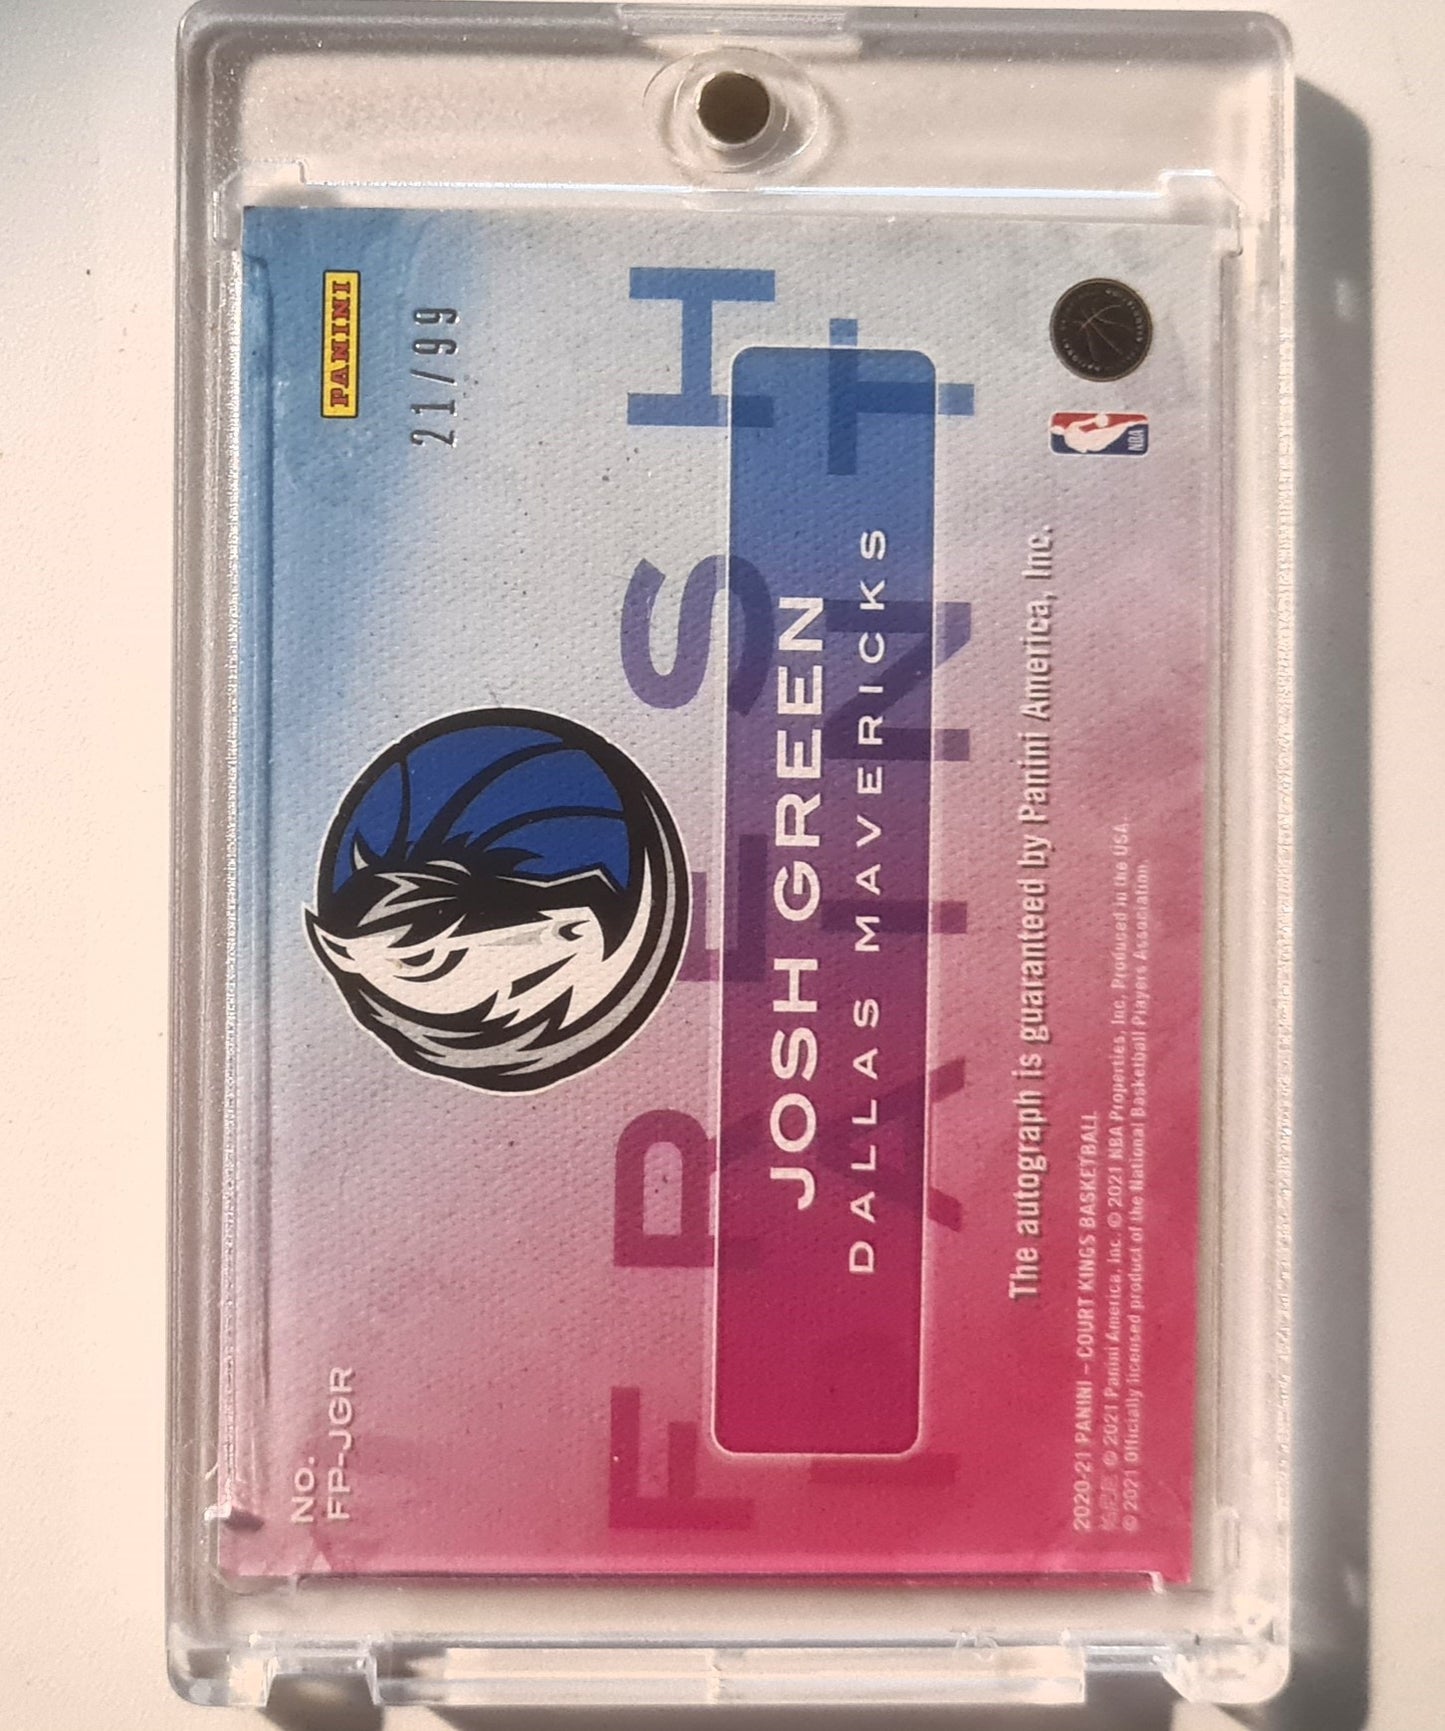 No.
FP-JGR
PANINI
21/99
FRESH
PAINT
JOSH GREEN
DALLAS MAVERICKS
The autograph is guaranteed by Panini America, Inc.
2020-21 PANINI – COURT KINGS BASKETBALL
© 2021 Panini America, Inc. © 2021 NBA Properties, Inc. Produced in the USA.
© 2021 Officially licensed product of the National Basketball Players Association.
NBA